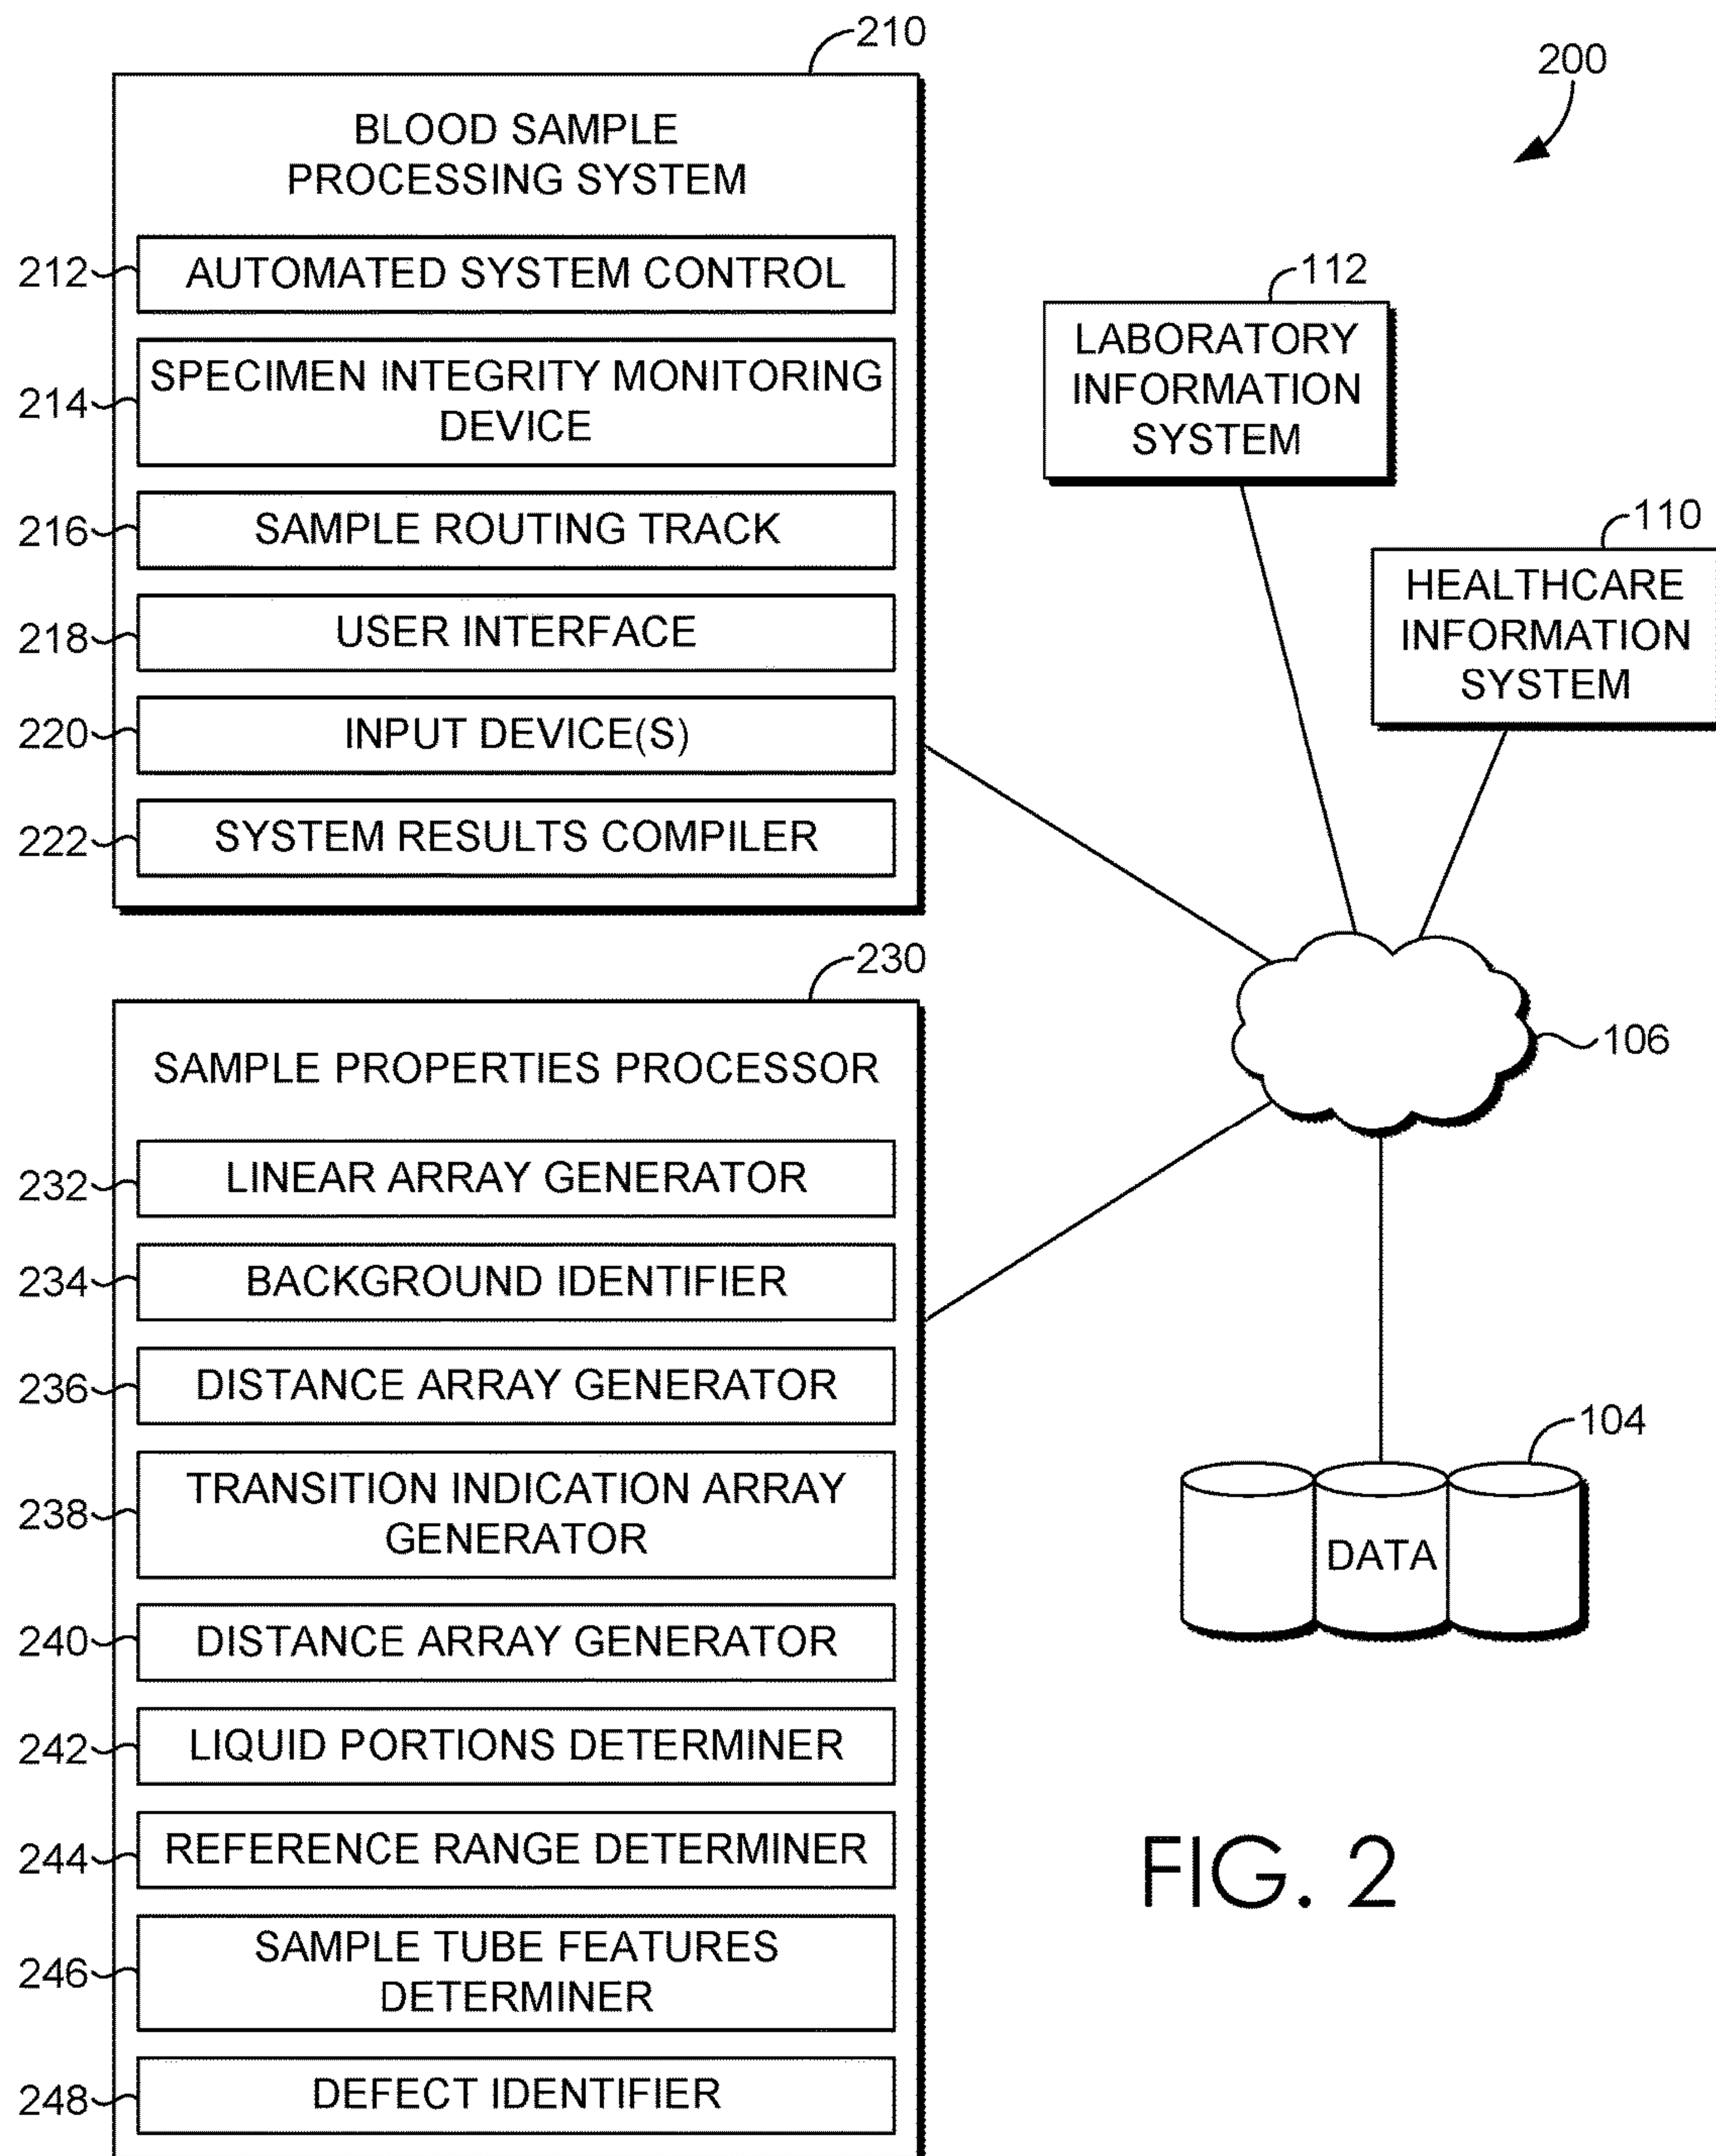 210
200
BLOOD SAMPLE
PROCESSING SYSTEM
212 AUTOMATED SYSTEM CONTROL
214 SPECIMEN INTEGRITY MONITORING
DEVICE
216 SAMPLE ROUTING TRACK
218 USER INTERFACE
220 INPUT DEVICE(S)
222 SYSTEM RESULTS COMPILER
112
LABORATORY
INFORMATION
SYSTEM
110
HEALTHCARE
INFORMATION
SYSTEM
106
230
SAMPLE PROPERTIES PROCESSOR
232 LINEAR ARRAY GENERATOR
234 BACKGROUND IDENTIFIER
236 DISTANCE ARRAY GENERATOR
238 TRANSITION INDICATION ARRAY
GENERATOR
240 DISTANCE ARRAY GENERATOR
242 LIQUID PORTIONS DETERMINER
244 REFERENCE RANGE DETERMINER
246 SAMPLE TUBE FEATURES
DETERMINER
248 DEFECT IDENTIFIER
104
DATA
FIG. 2